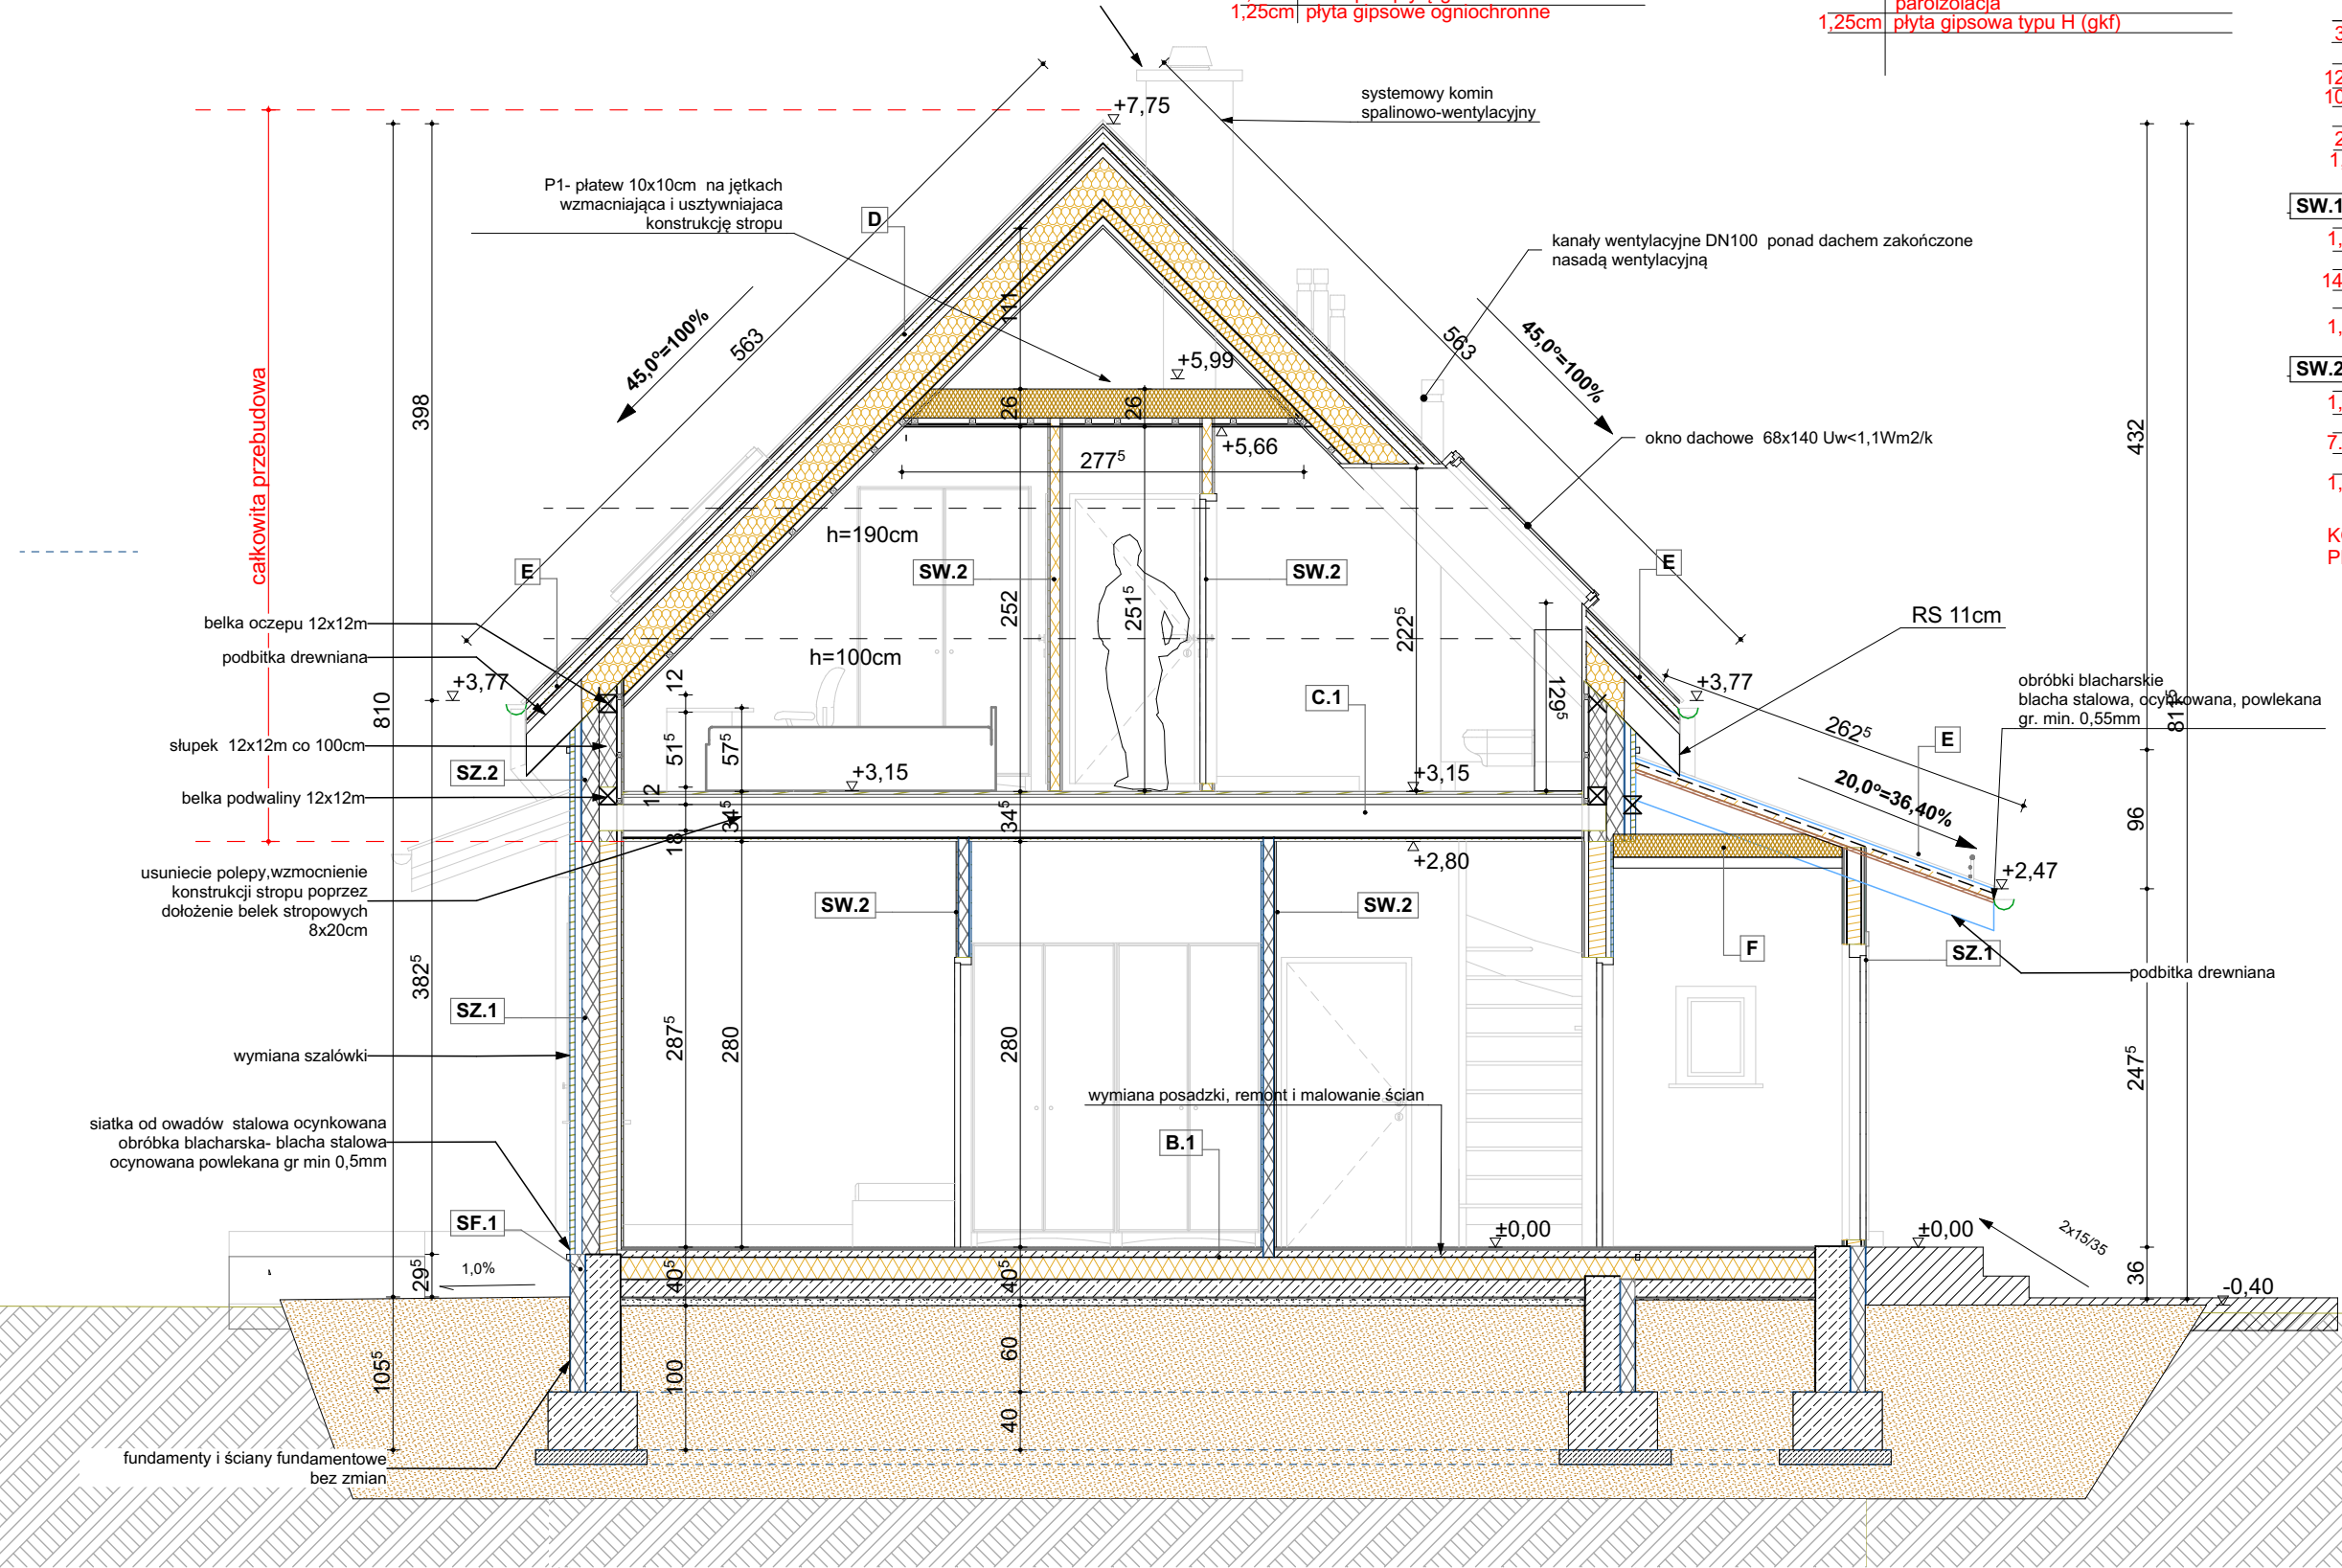 1,25cm płyta gipsowe ogniochronne
paroizolacja
1,25cm płyta gipsowa typu H (gkf)
+7,75
systemowy komin
spalinowo-wentylacyjny
P1- płatew 10x10cm na jętkach
wzmacniająca i usztywniajaca
konstrukcję stropu
D
kanały wentylacyjne DN100 ponad dachem zakończone
nasadą wentylacyjną
SW.1
SW.2
45,0°=100%
563
111
563
45,0°=100%
+5,99
całkowita przebudowa
398
26
26
+5,66
277⁵
okno dachowe 68x140 Uw<1,1Wm2/k
432
h=190cm
E
SW.2
SW.2
E
252
251⁵
222⁵
belka oczepu 12x12m
RS 11cm
podbitka drewniana
h=100cm
+3,77
12
+3,77
810
C.1
129⁵
obróbki blacharskie
blacha stalowa, ocynkowana, powlekana
gr. min. 0,55mm
811⁵
262⁵
E
słupek 12x12m co 100cm
51⁵
57⁵
SZ.2
+3,15
+3,15
20,0°=36,40%
belka podwaliny 12x12m
12
34⁵
34⁵
18
96
+2,80
+2,47
usuniecie polepy,wzmocnienie
konstrukcji stropu poprzez
dołożenie belek stropowych
8x20cm
SW.2
SW.2
F
SZ.1
podbitka drewniana
382⁵
SZ.1
287⁵
280
280
247⁵
wymiana szalówki
wymiana posadzki, remont i malowanie ścian
siatka od owadów stalowa ocynkowana
obróbka blacharska- blacha stalowa
ocynowana powlekana gr min 0,5mm
B.1
SF.1
±0,00
±0,00
2x15/35
1,0%
29⁵
40⁵
40⁵
36
-0,40
105⁵
100
60
40
fundamenty i ściany fundamentowe
bez zmian